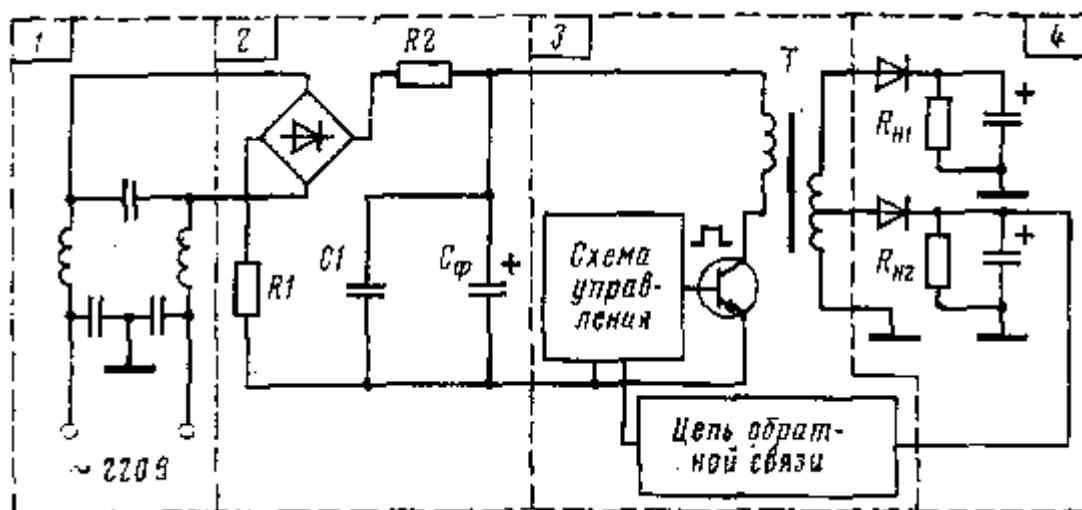 1
2
3
4
R2
T
Rн1
Rн2
R1
C1
Cф
+
+
+
Схема
управ-
ления
Цепь обрат-
ной связи
~ 220 В